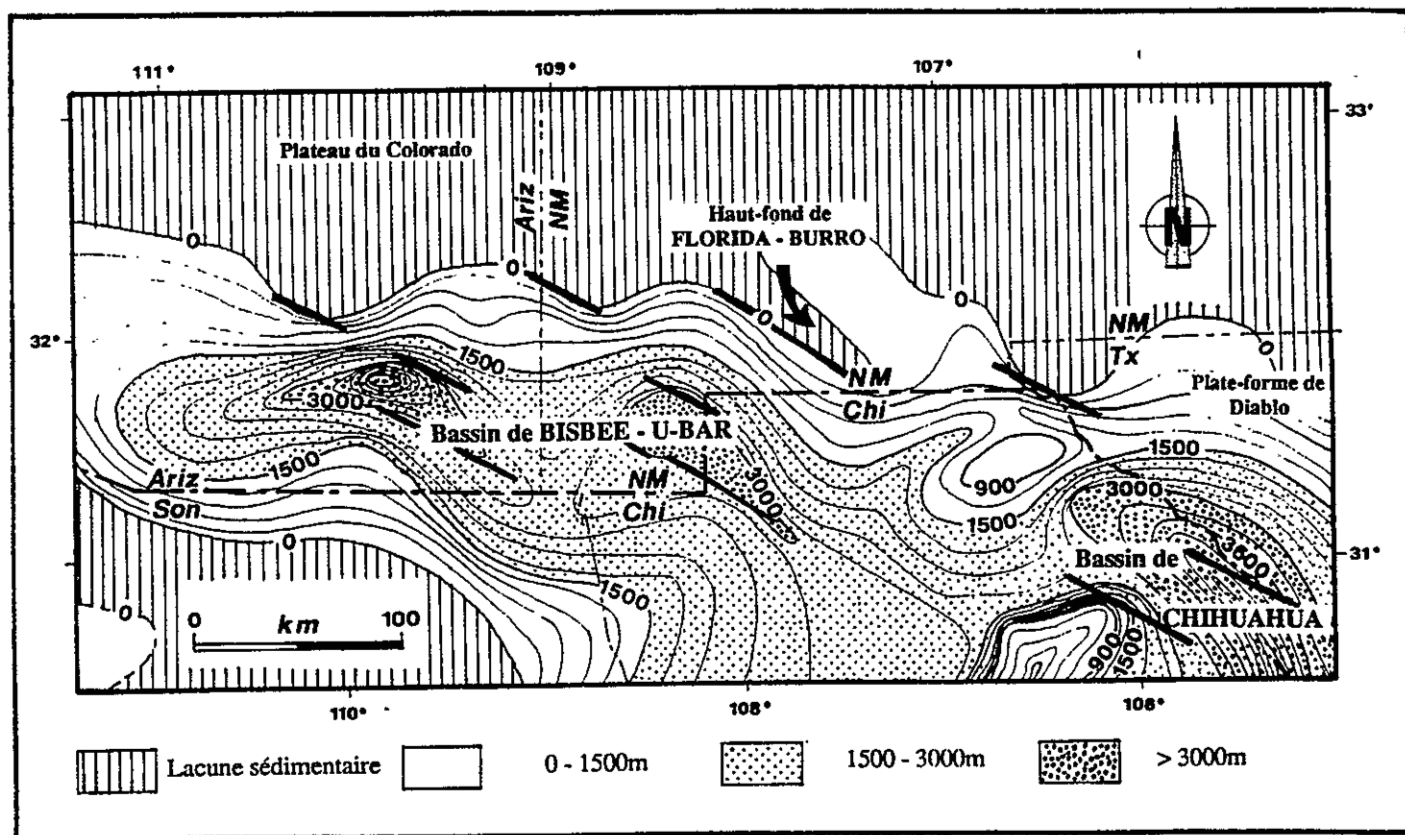 111° 109° 107°
33°
Plateau du Colorado
Ariz
NM
Haut-fond de
FLORIDA - BURRO
N
0
0
0
0
NM
Tx
0
32°
1500
NM
Chi
Plate-forme de
Diablo
3000
Bassin de BISBEE - U-BAR
1500
1500
900
3000
3000
Ariz
Son
NM
Chi
1500
0
31°
Bassin de
3600
1500
CHIHUAHUA
0
0 100
km
900
1500
110° 108° 108°
Lacune sédimentaire 0 - 1500m 1500 - 3000m > 3000m